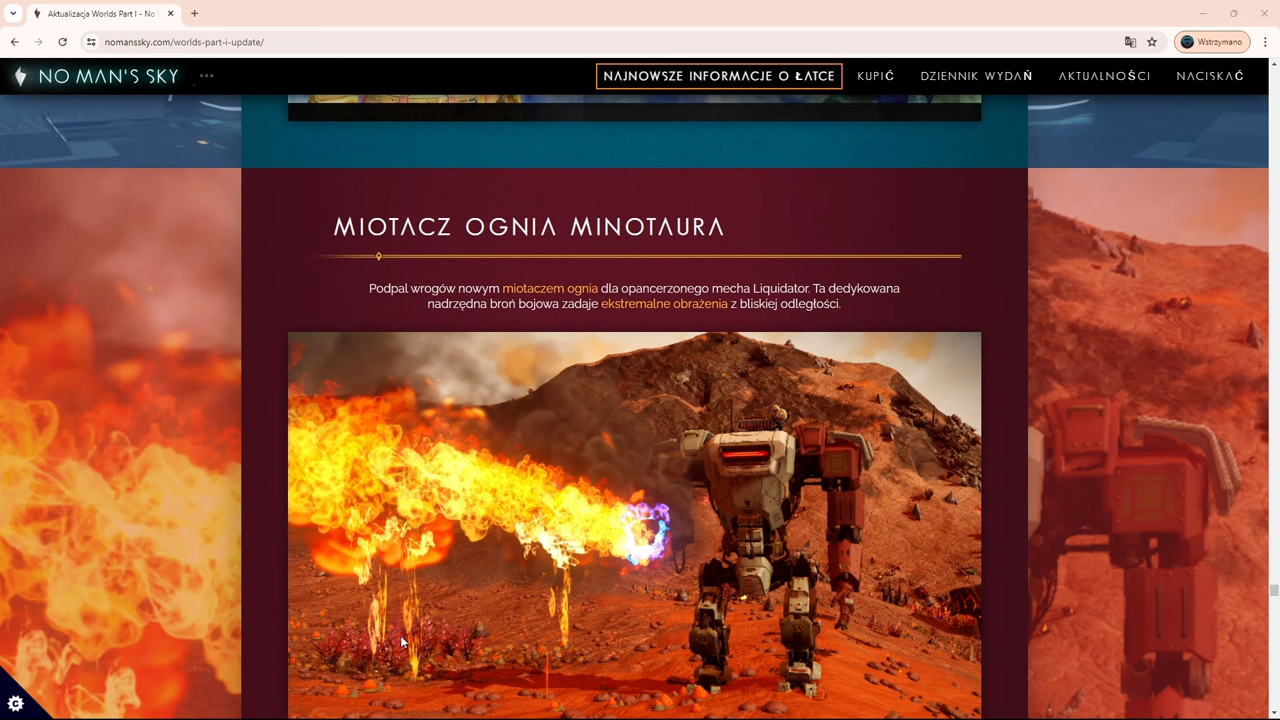 Aktualizacja Worlds Part I - No
nomanssky.com/worlds-part-i-update/
Wstrzymano
NO MAN'S SKY
NAJNOWSZE INFORMACJE O ŁATCE
KUPIĆ
DZIENNIK WYDAŃ
AKTUALNOŚCI
NACISKAĆ
MIOTACZ OGNIA MINOTAURA
Podpal wrogów nowym miotaczem ognia dla opancerzonego mecha Liquidator. Ta dedykowana
nadrzędna broń bojowa zadaje ekstremalne obrażenia z bliskiej odległości.